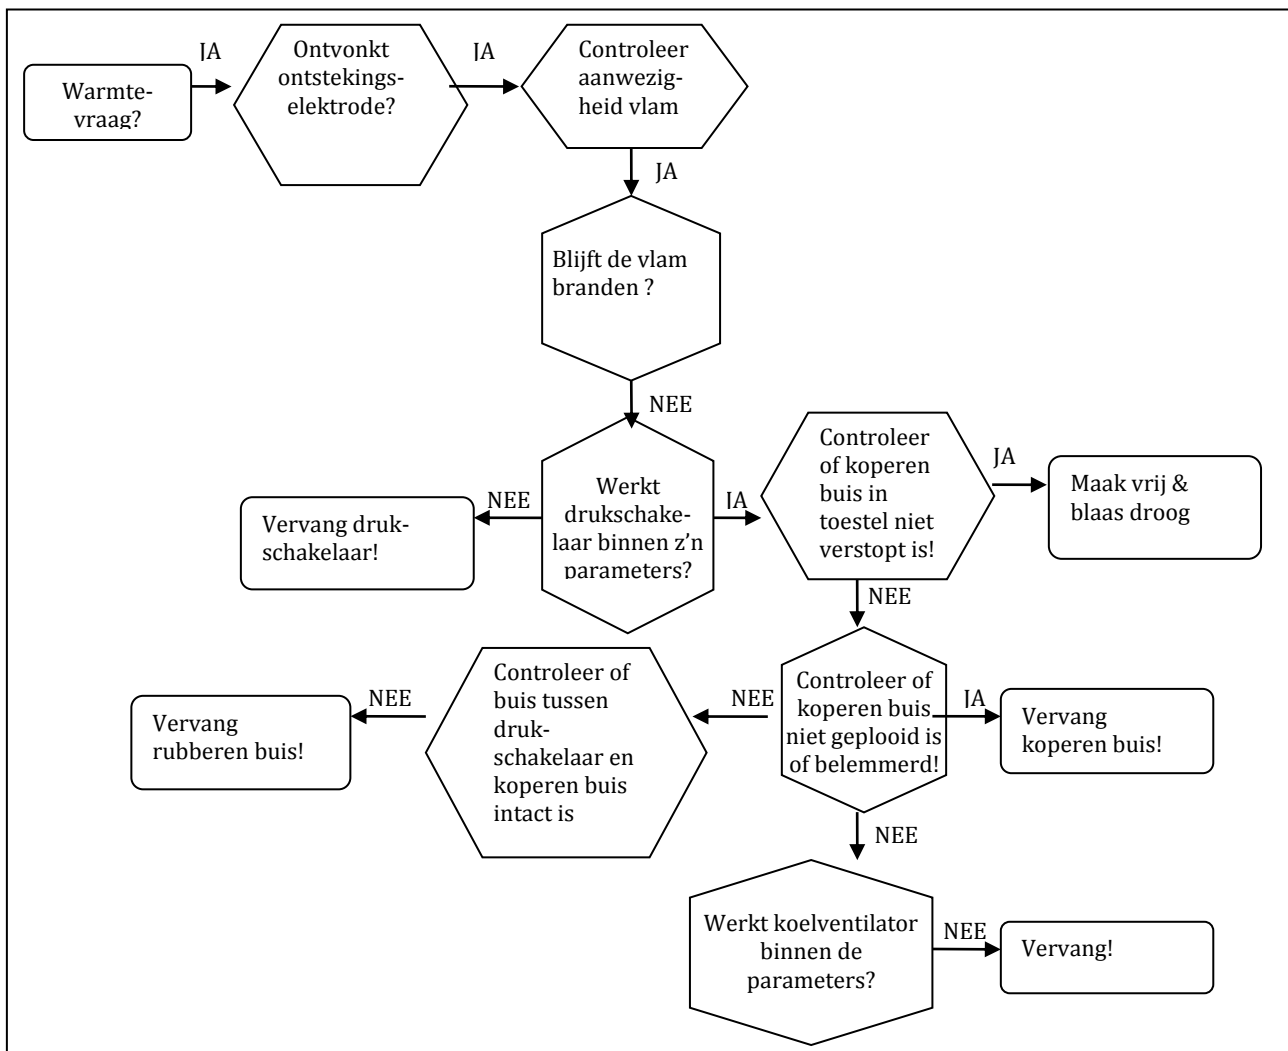 JA
Warmte-
vraag?
Ontvonkt
ontstekings-
elektrode?
JA
Controleer
aanwezig-
heid vlam
JA
Blijft de vlam
branden ?
NEE
Werkt
drukschake-
laar binnen z'n
parameters?
NEE
Vervang druk-
schakelaar!
JA
Controleer
of koperen
buis in
toestel niet
verstopt is!
JA
Maak vrij &
blaas droog
NEE
Controleer of
koperen buis
niet geplooid is
of belemmerd!
JA
Vervang
koperen buis!
NEE
Controleer of
buis tussen
druk-
schakelaar en
koperen buis
intact is
NEE
Vervang
rubberen buis!
NEE
Werkt koelventilator
binnen de
parameters?
NEE
Vervang!